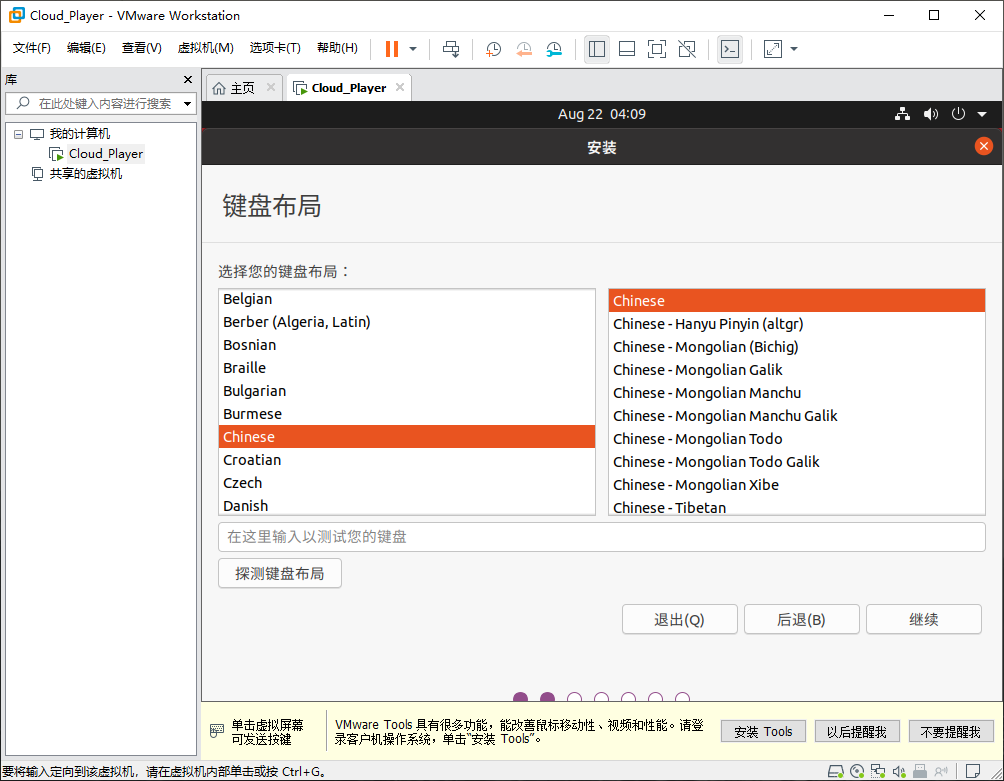 Cloud_Player - VMware Workstation
文件(F) 编辑(E) 查看(V) 虚拟机(M) 选项卡(T) 帮助(H)
库
在此处键入内容进行搜索
我的计算机
Cloud_Player
共享的虚拟机
主页 Cloud_Player
Aug 22 04:09
安装
键盘布局
选择您的键盘布局：
Belgian
Berber (Algeria, Latin)
Bosnian
Braille
Bulgarian
Burmese
Chinese
Croatian
Czech
Danish
Chinese
Chinese - Hanyu Pinyin (altgr)
Chinese - Mongolian (Bichig)
Chinese - Mongolian Galik
Chinese - Mongolian Manchu
Chinese - Mongolian Manchu Galik
Chinese - Mongolian Todo
Chinese - Mongolian Todo Galik
Chinese - Mongolian Xibe
Chinese - Tibetan
在这里输入以测试您的键盘
探测键盘布局
退出(Q) 后退(B) 继续
单击虚拟屏幕
可发送按键
VMware Tools 具有很多功能，能改善鼠标移动性、视频和性能。请登
录客户机操作系统，单击“安装 Tools”。
安装 Tools 以后提醒我 不要提醒我
要将输入定向到该虚拟机，请在虚拟机内部单击或按 Ctrl+G。